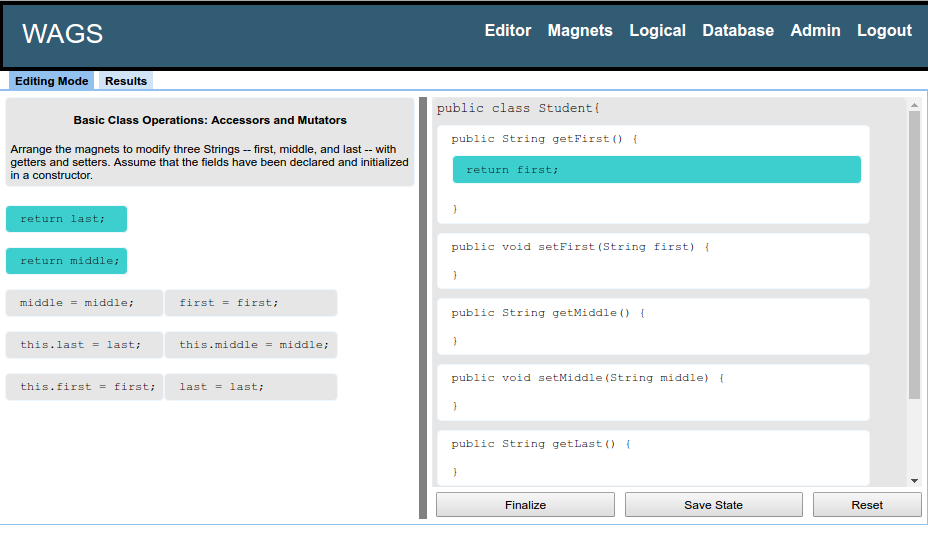 WAGS
Editor Magnets Logical Database Admin Logout
Editing Mode Results
Basic Class Operations: Accessors and Mutators
Arrange the magnets to modify three Strings -- first, middle, and last -- with
getters and setters. Assume that the fields have been declared and initialized
in a constructor.
return last;
return middle;
middle = middle; first = first;
this.last = last; this.middle = middle;
this.first = first; last = last;
public class Student{
public String getFirst() {
return first;
}
public void setFirst(String first) {
}
public String getMiddle() {
}
public void setMiddle(String middle) {
}
public String getLast() {
}
Finalize Save State Reset